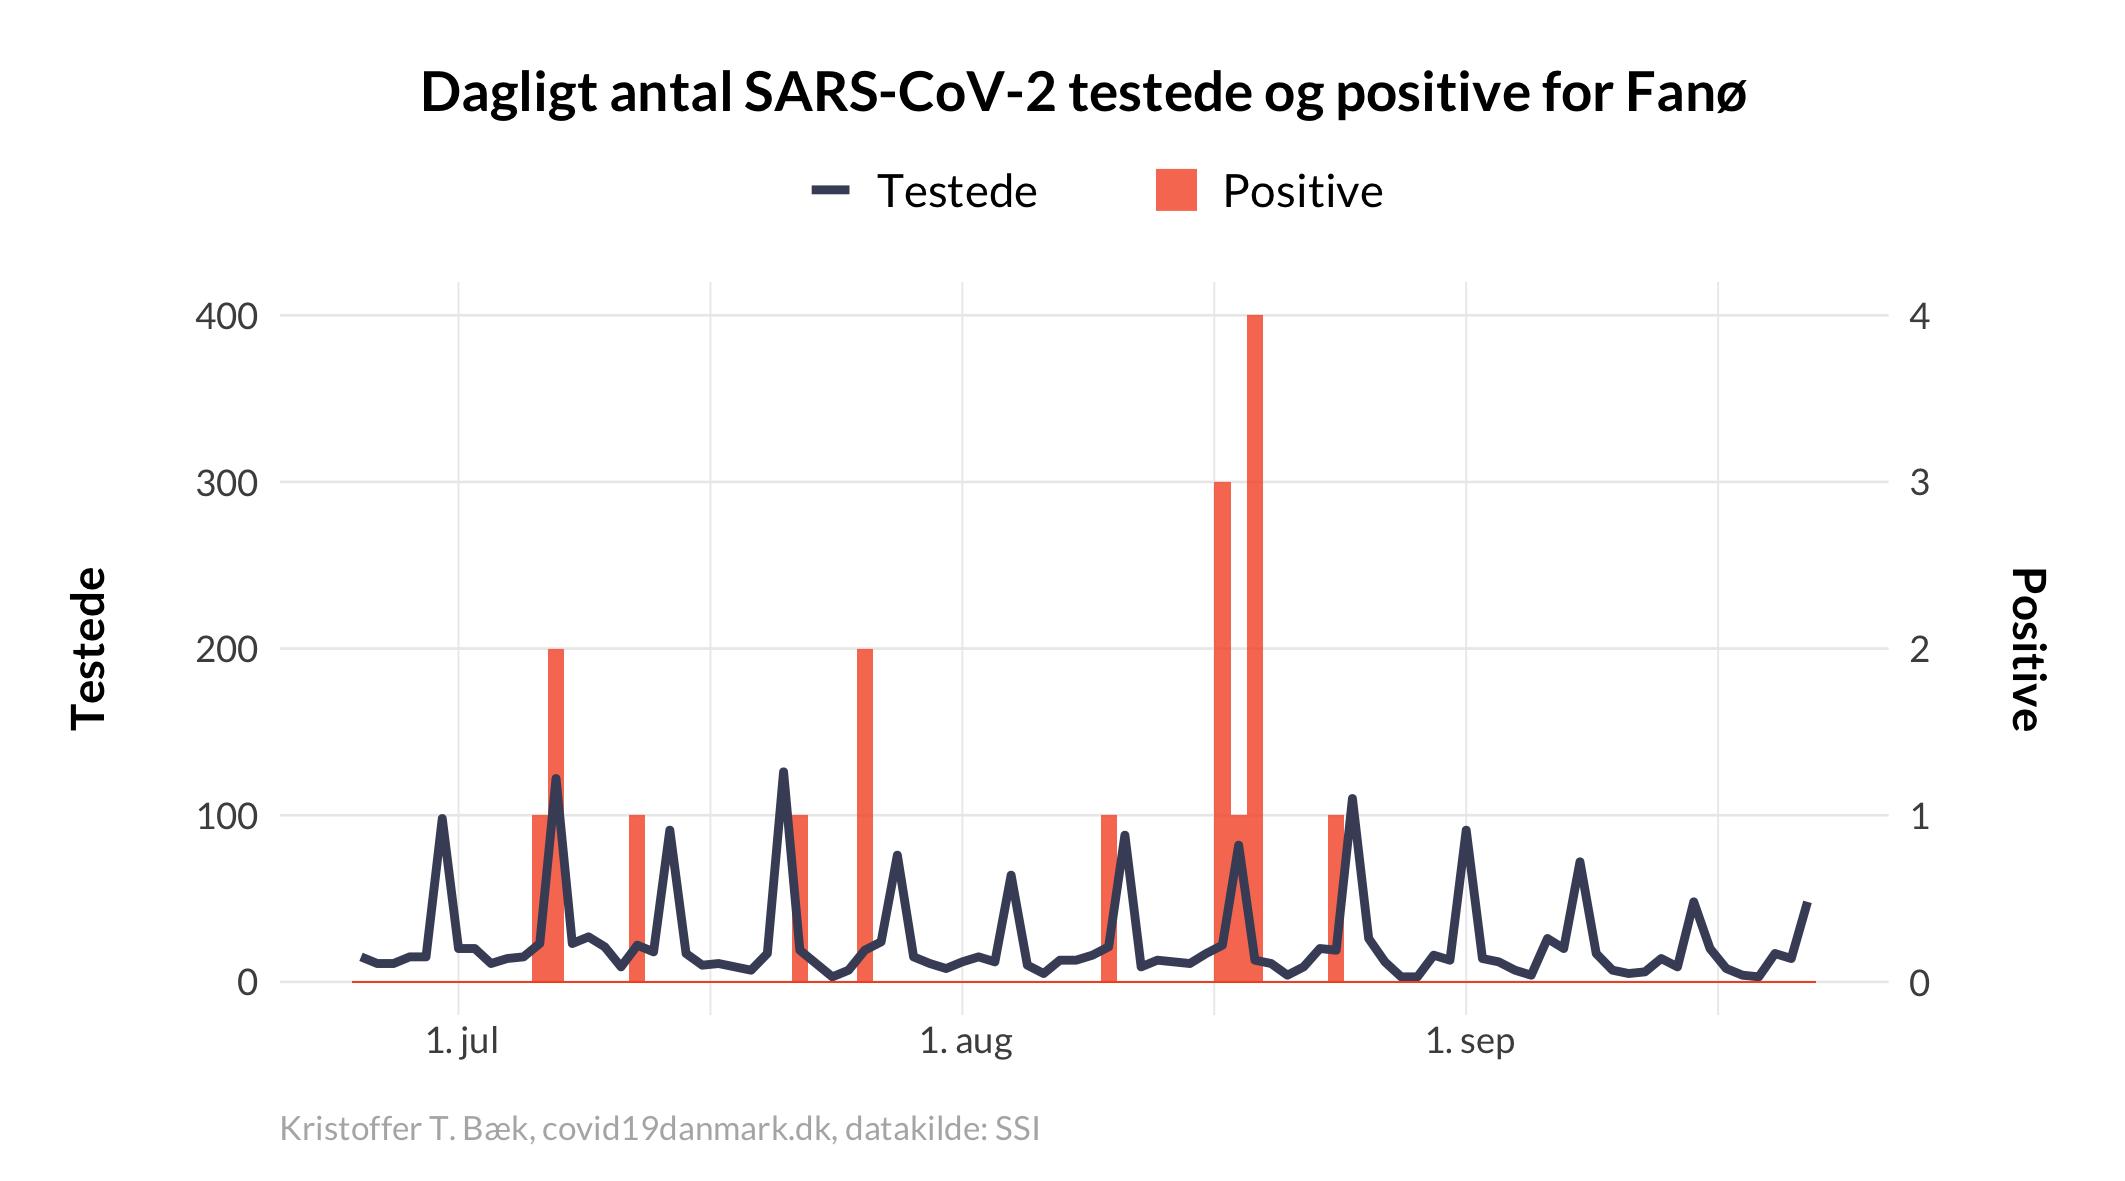 Dagligt antal SARS-CoV-2 testede og positive for Fanø
Testede
Positive
400
300
200
100
0
4
3
2
1
0
Testede
Positive
1. jul
1. aug
1. sep
Kristoffer T. Bæk, covid19danmark.dk, datakilde: SSI